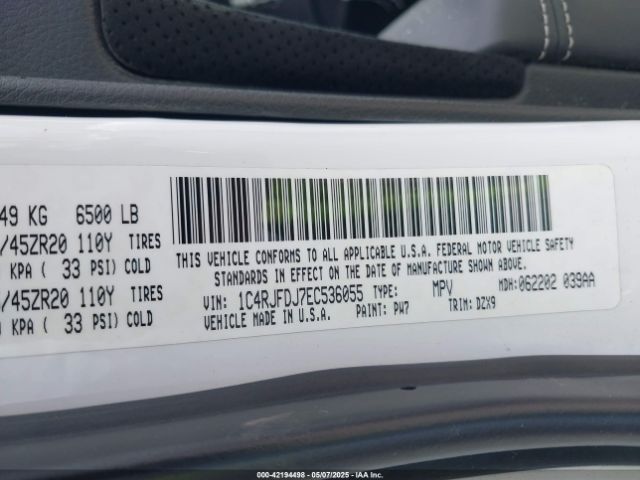 49 KG 6500 LB
/45ZR20 110Y TIRES
KPA ( 33 PSI) COLD
/45ZR20 110Y TIRES
KPA ( 33 PSI) COLD
THIS VEHICLE CONFORMS TO ALL APPLICABLE U.S.A. FEDERAL MOTOR VEHICLE SAFETY
STANDARDS IN EFFECT ON THE DATE OF MANUFACTURE SHOWN ABOVE.
VIN: 1C4RJFDJ7EC536055 TYPE: MPV MDH: 062202 039AA
VEHICLE MADE IN U.S.A. PAINT: PW7 TRIM: DZX9
000-42194498 - 05/07/2025 - IAA Inc.